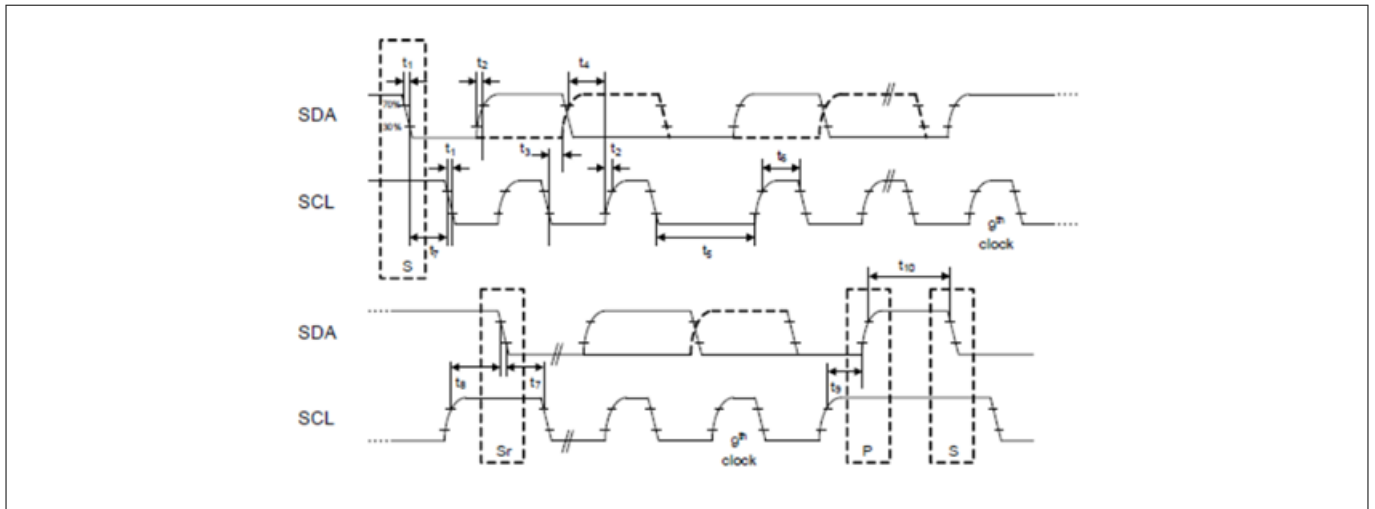 t₁ t₂ t₄
SDA
70%
30%
t₁ t₃ t₂ t₆
SCL
t₇ t₅
9th
clock
S
t₁₀
SDA
t₈ t₇ t₉
SCL
Sr
9th
clock
P S